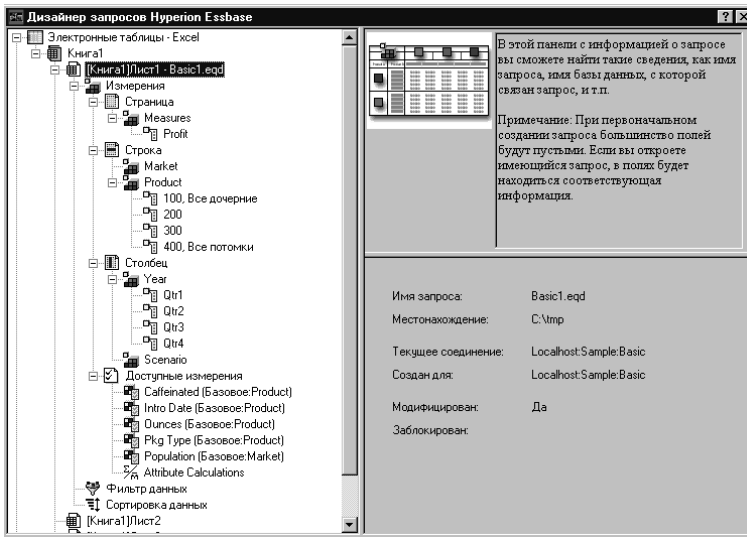 Дизайнер запросов Hyperion Essbase
Электронные таблицы - Excel
Книга1
[Книга1]Лист1 - Basic1.eqd
Измерения
Страница
Measures
Profit
Строка
Market
Product
100, Все дочерние
200
300
400, Все потомки
Столбец
Year
Qtr1
Qtr2
Qtr3
Qtr4
Scenario
Доступные измерения
Caffeinated (Базовое:Product)
Intro Date (Базовое:Product)
Ounces (Базовое:Product)
Pkg Type (Базовое:Product)
Population (Базовое:Market)
Attribute Calculations
Фильтр данных
Сортировка данных
[Книга1]Лист2
В этой панели с информацией о запросе
вы сможете найти такие сведения, как имя
запроса, имя базы данных, с которой
связан запрос, и т.п.
Примечание: При первоначальном
создании запроса большинство полей
будут пустыми. Если вы откроете
имеющийся запрос, в полях будет
находиться соответствующая
информация.
Имя запроса: Basic1.eqd
Местонахождение: C:\tmp
Текущее соединение: Localhost:Sample:Basic
Создан для: Localhost:Sample:Basic
Модифицирован: Да
Заблокирован: